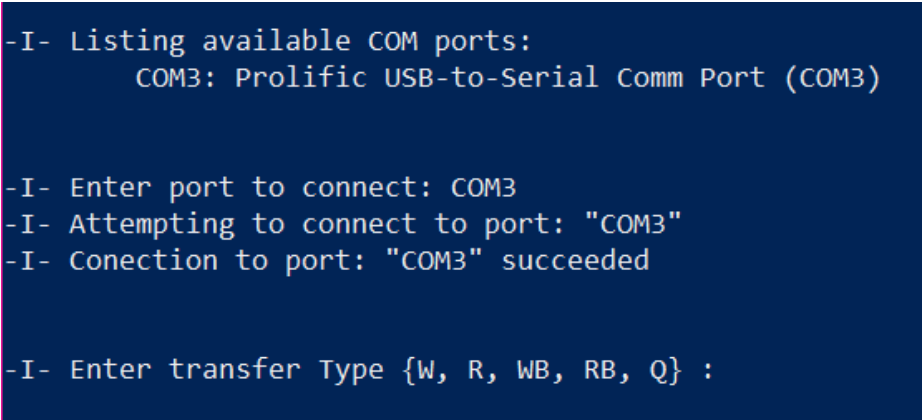 -I- Listing available COM ports:
COM3: Prolific USB-to-Serial Comm Port (COM3)
-I- Enter port to connect: COM3
-I- Attempting to connect to port: "COM3"
-I- Conection to port: "COM3" succeeded
-I- Enter transfer Type {W, R, WB, RB, Q} :